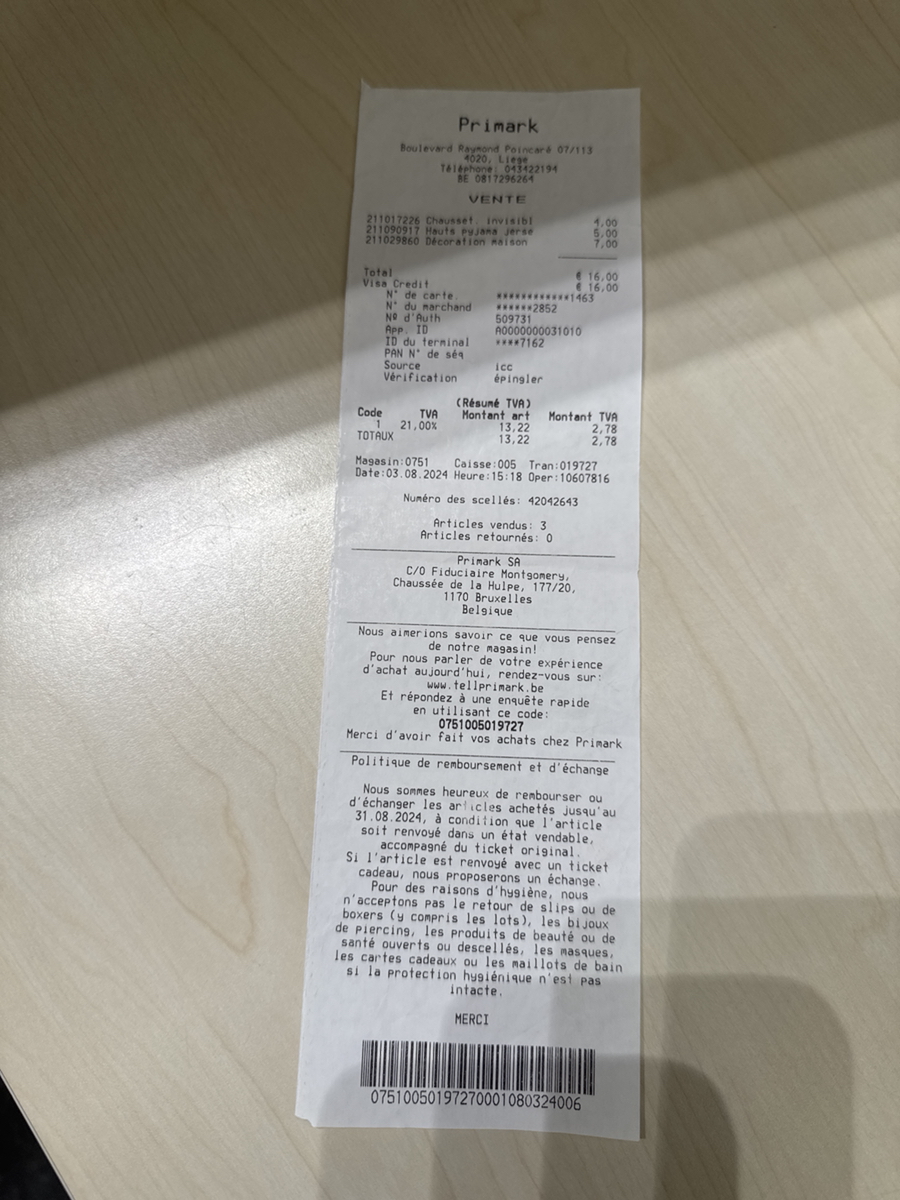 Primark
Boulevard Raymond Poincaré 07/113
4020, Liege
Téléphone: 043422194
BE 0817296264
VENTE
211017226 Chausset. invisibl 4,00
211090917 Hauts pyjama jerse 5,00
211029860 Décoration maison 7,00
Total € 16,00
Visa Credit € 16,00
N° de carte. ************1463
N° du marchand ******2852
Nº d'Auth 509731
App. ID A0000000031010
ID du terminal ****7162
PAN N° de séq
Source icc
Vérification épingler
(Résumé TVA)
Code TVA Montant art Montant TVA
1 21,00% 13,22 2,78
TOTAUX 13,22 2,78
Magasin:0751 Caisse:005 Tran:019727
Date:03.08.2024 Heure:15:18 Oper:10607816
Numéro des scellés: 42042643
Articles vendus: 3
Articles retournés: 0
Primark SA
C/O Fiduciaire Montgomery,
Chaussée de la Hulpe, 177/20,
1170 Bruxelles
Belgique
Nous aimerions savoir ce que vous pensez
de notre magasin!
Pour nous parler de votre expérience
d'achat aujourd'hui, rendez-vous sur:
www.tellprimark.be
Et répondez à une enquête rapide
en utilisant ce code:
0751005019727
Merci d'avoir fait vos achats chez Primark
Politique de remboursement et d'échange
Nous sommes heureux de rembourser ou
d'échanger les articles achetés jusqu'au
31.08.2024, à condition que l'article
soit renvoyé dans un état vendable,
accompagné du ticket original.
Si l'article est renvoyé avec un ticket
cadeau, nous proposerons un échange.
Pour des raisons d'hygiène, nous
n'acceptons pas le retour de slips ou de
boxers (y compris les lots), les bijoux
de piercing, les produits de beauté ou de
santé ouverts ou descellés, les masques,
les cartes cadeaux ou les maillots de bain
si la protection hygiénique n'est pas
intacte.
MERCI
07510050197270001080324006